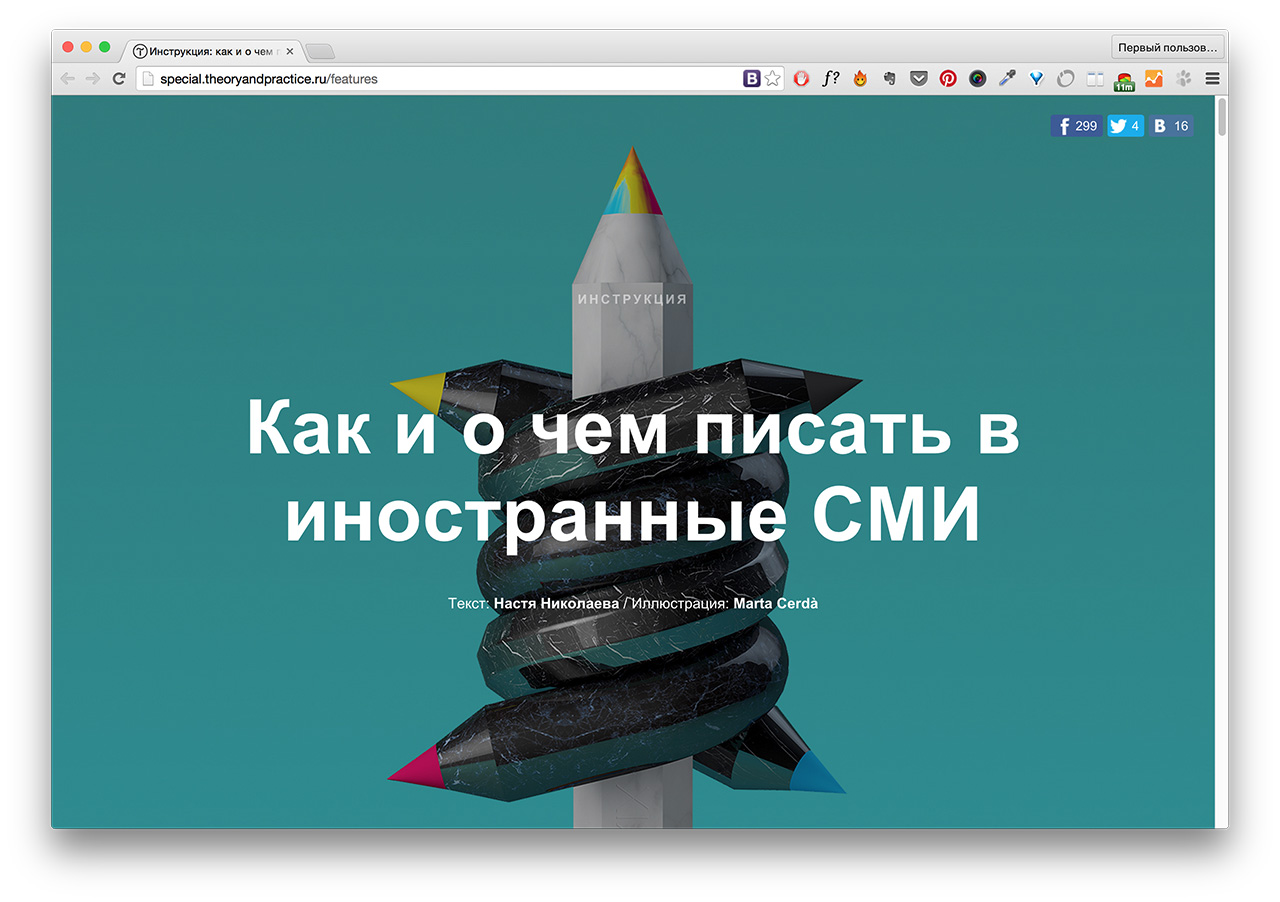 Инструкция: как и о чем п
Первый пользов...
special.theoryandpractice.ru/features
B
f?
11m
f 299
4
B 16
ИНСТРУКЦИЯ
Как и о чем писать в
иностранные СМИ
Текст: Настя Николаева / Иллюстрация: Marta Cerdà